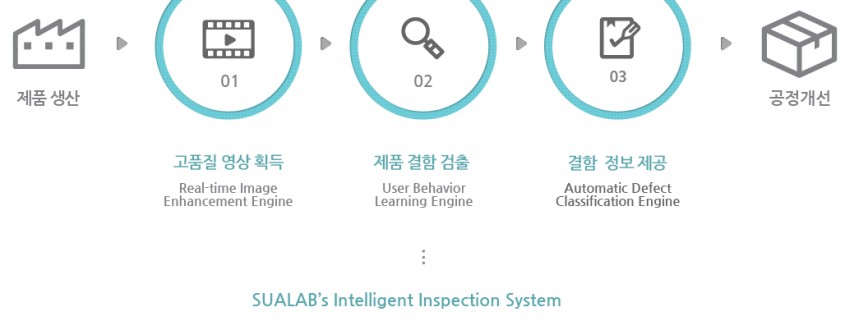 01
02
03
제품 생산
공정개선
고품질 영상 획득
제품 결함 검출
결함 정보 제공
Real-time Image
Enhancement Engine
User Behavior
Learning Engine
Automatic Defect
Classification Engine
SUALAB's Intelligent Inspection System